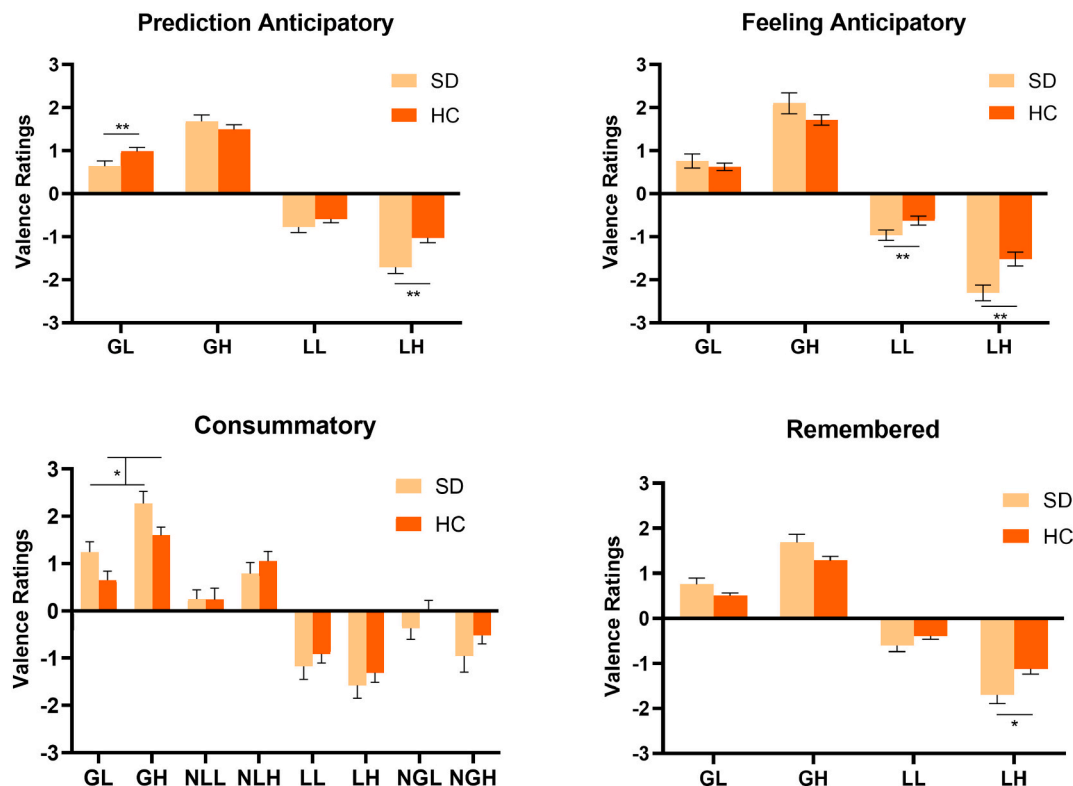 Prediction Anticipatory
Valence Ratings
3
2
1
0
-1
-2
-3
SD
HC
**
**
GL GH LL LH
Feeling Anticipatory
Valence Ratings
3
2
1
0
-1
-2
-3
SD
HC
**
**
GL GH LL LH
Consummatory
Valence Ratings
3
2
1
0
-1
-2
-3
SD
HC
*
GL GH NLL NLH LL LH NGL NGH
Remembered
Valence Ratings
3
2
1
0
-1
-2
-3
SD
HC
*
GL GH LL LH